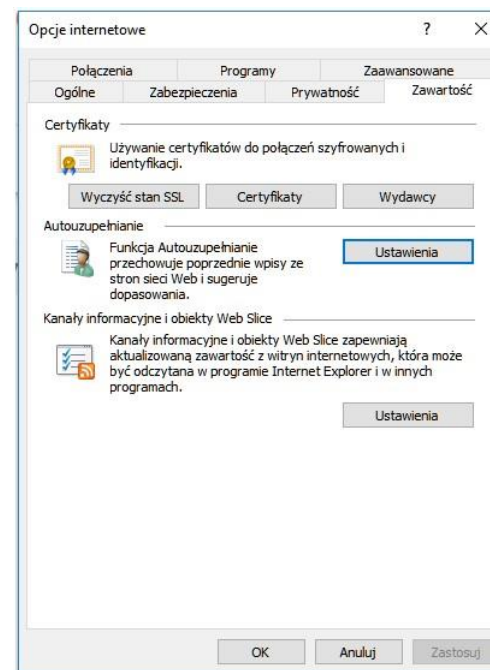 Opcje internetowe ? ×
Połączenia Programy Zaawansowane
Ogólne Zabezpieczenia Prywatność Zawartość
Certyfikaty
Używanie certyfikatów do połączeń szyfrowanych i
identyfikacji.
Wyczyść stan SSL Certyfikaty Wydawcy
Autouzupełnianie
Funkcja Autouzupełnianie
przechowuje poprzednie wpisy ze
stron sieci Web i sugeruje
dopasowania.
Ustawienia
Kanały informacyjne i obiekty Web Slice
Kanały informacyjne i obiekty Web Slice zapewniają
aktualizowaną zawartość z witryn internetowych, która może
być odczytana w programie Internet Explorer i w innych
programach.
Ustawienia
OK Anuluj Zastosuj